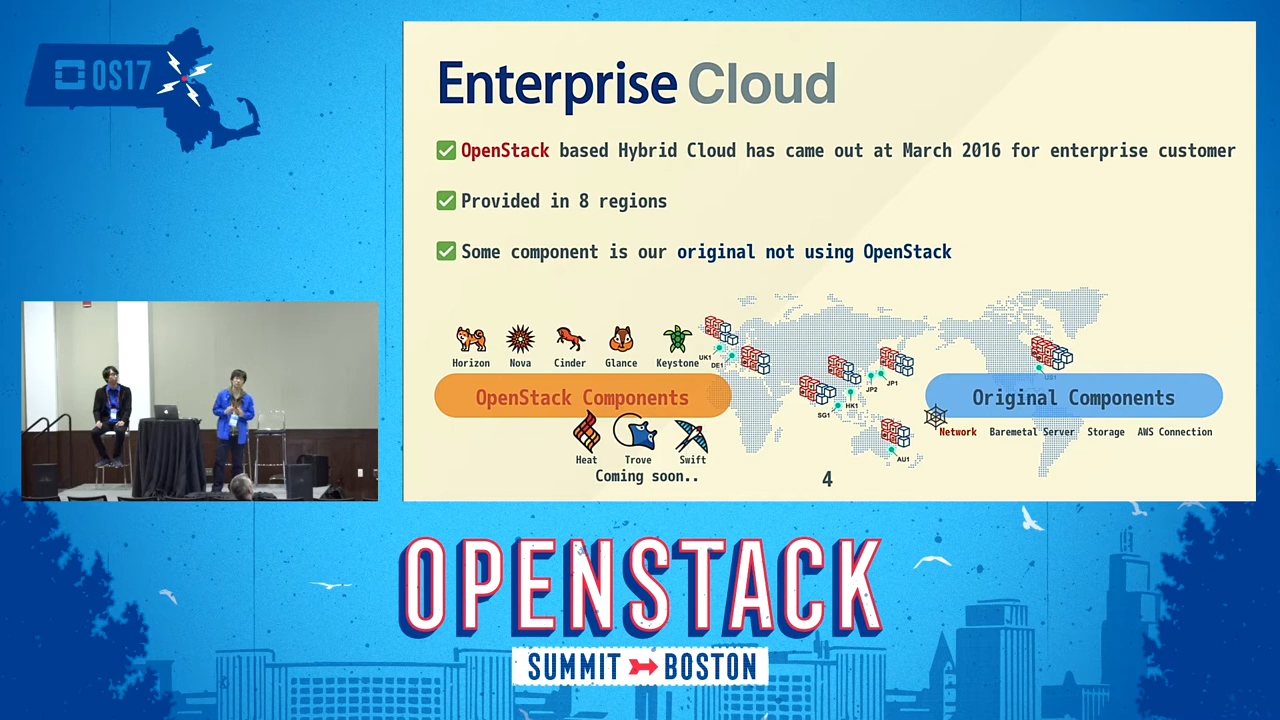 OS17
Enterprise Cloud
OpenStack based Hybrid Cloud has came out at March 2016 for enterprise customer
Provided in 8 regions
Some component is our original not using OpenStack
Horizon Nova Cinder Glance Keystone
UK1
DE1
JP2
JP1
SG1
HK1
US1
AU1
OpenStack Components
Original Components
Network Baremetal Server Storage AWS Connection
Heat Trove Swift
Coming soon..
4
OPENSTACK
SUMMIT BOSTON